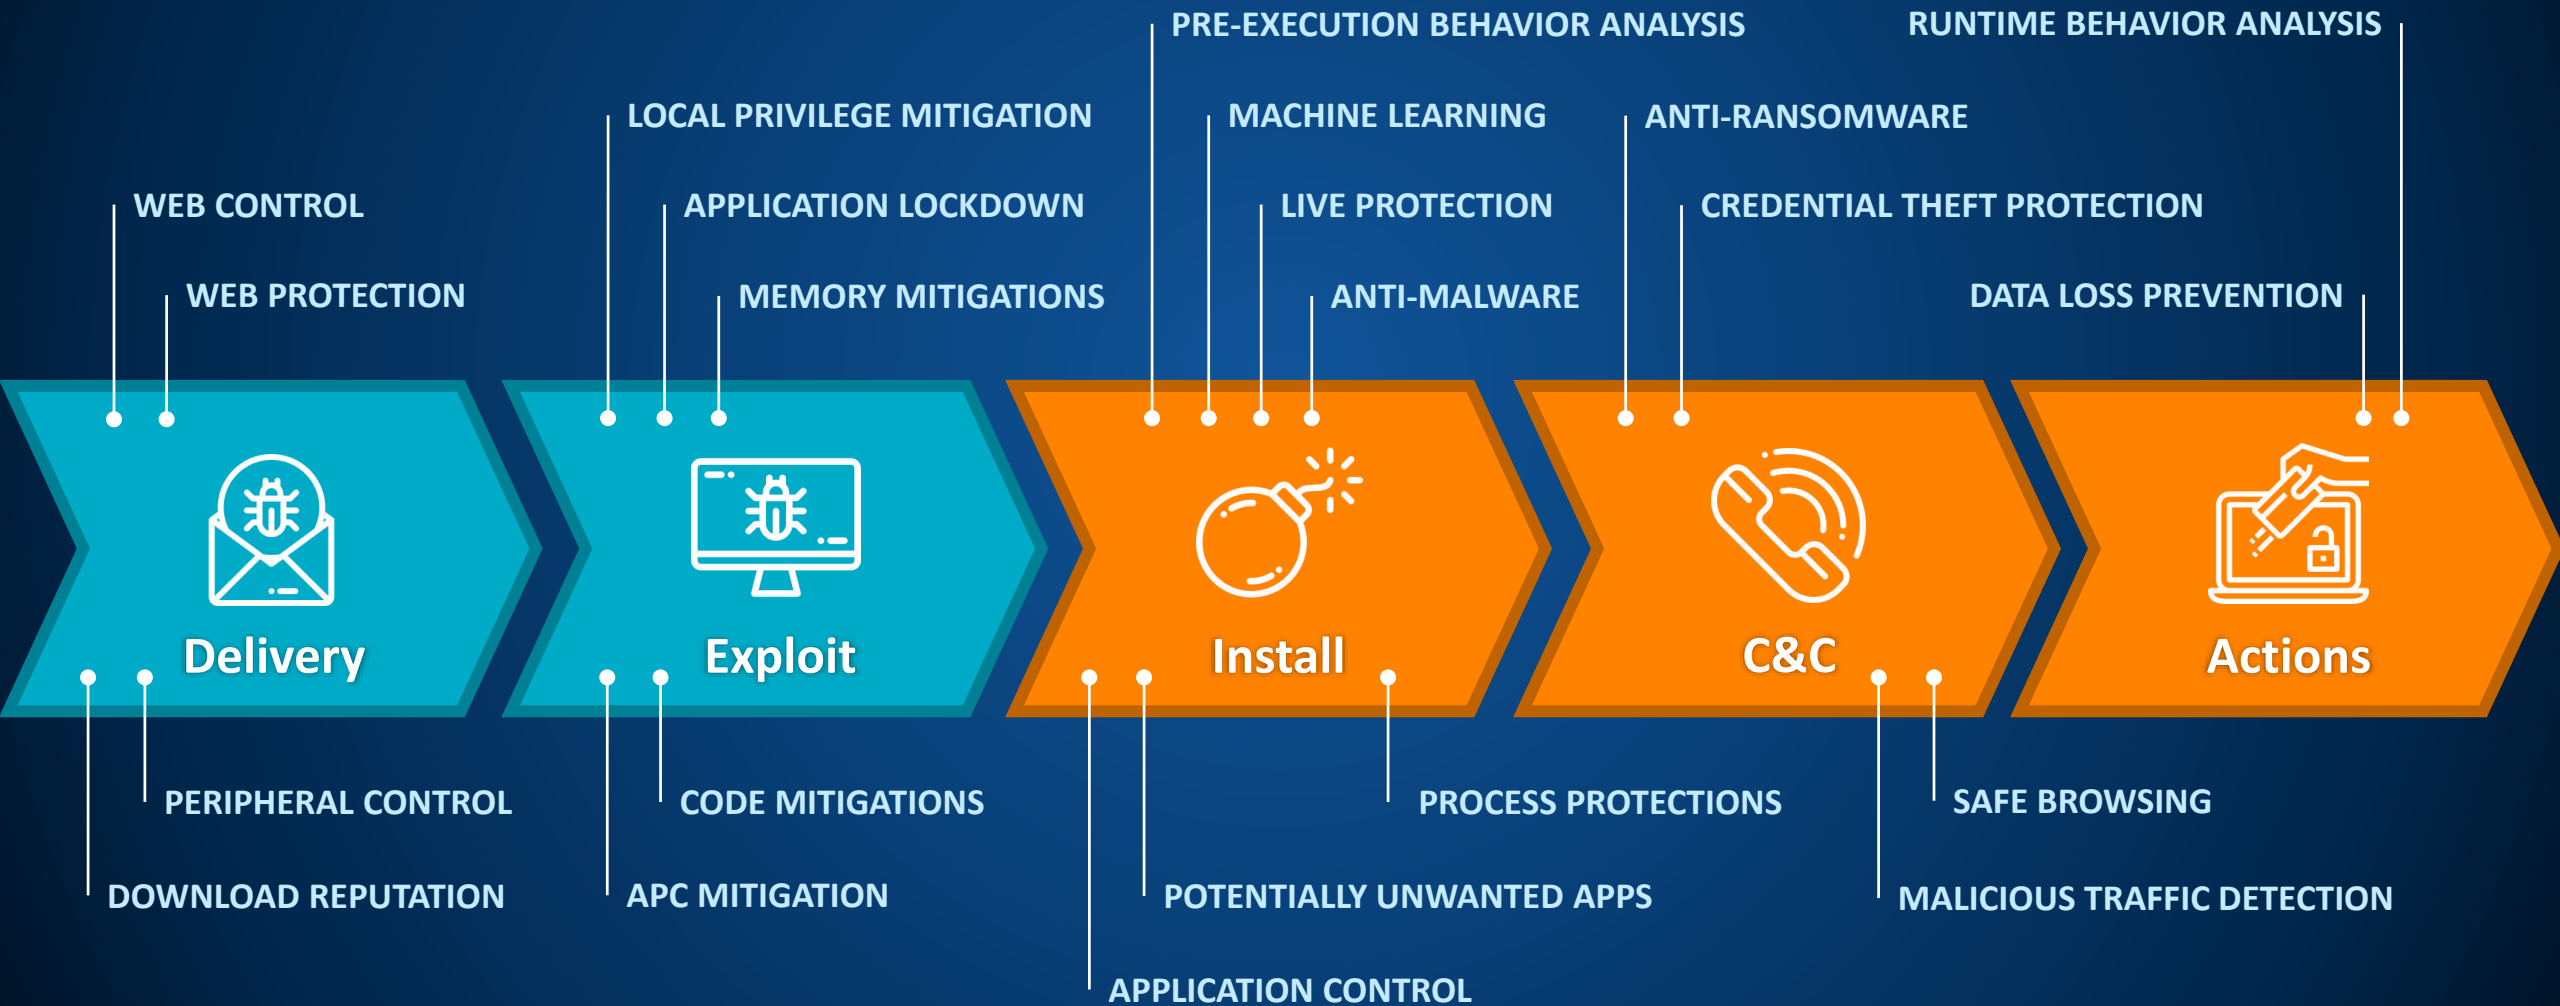 PRE-EXECUTION BEHAVIOR ANALYSIS
RUNTIME BEHAVIOR ANALYSIS
LOCAL PRIVILEGE MITIGATION
MACHINE LEARNING
ANTI-RANSOMWARE
WEB CONTROL
APPLICATION LOCKDOWN
LIVE PROTECTION
CREDENTIAL THEFT PROTECTION
WEB PROTECTION
MEMORY MITIGATIONS
ANTI-MALWARE
DATA LOSS PREVENTION
Delivery
Exploit
Install
C&C
Actions
PERIPHERAL CONTROL
CODE MITIGATIONS
PROCESS PROTECTIONS
SAFE BROWSING
DOWNLOAD REPUTATION
APC MITIGATION
POTENTIALLY UNWANTED APPS
MALICIOUS TRAFFIC DETECTION
APPLICATION CONTROL